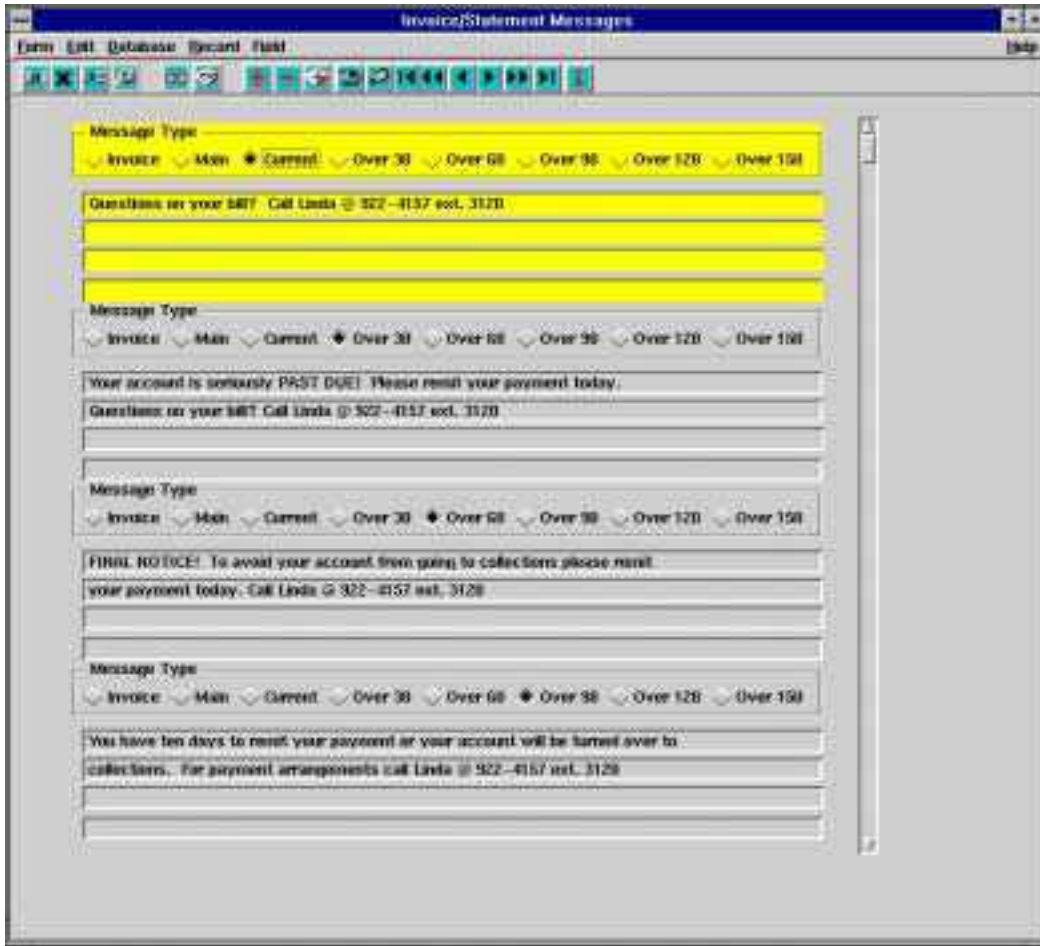 Invoice/Statement Messages
Form Edit Database Record Field Help
Message Type
Invoice Main Current Over 30 Over 60 Over 90 Over 120 Over 150
Questions on your bill? Call Linda @ 922-4157 ext. 3120
Message Type
Invoice Main Current Over 30 Over 60 Over 90 Over 120 Over 150
Your account is seriously PAST DUE! Please remit your payment today.
Questions on your bill? Call Linda @ 922-4157 ext. 3120
Message Type
Invoice Main Current Over 30 Over 60 Over 90 Over 120 Over 150
FINAL NOTICE! To avoid your account from going to collections please remit
your payment today. Call Linda @ 922-4157 ext. 3120
Message Type
Invoice Main Current Over 30 Over 60 Over 90 Over 120 Over 150
You have ten days to remit your payment or your account will be turned over to
collections. For payment arrangements call Linda @ 922-4157 ext. 3120